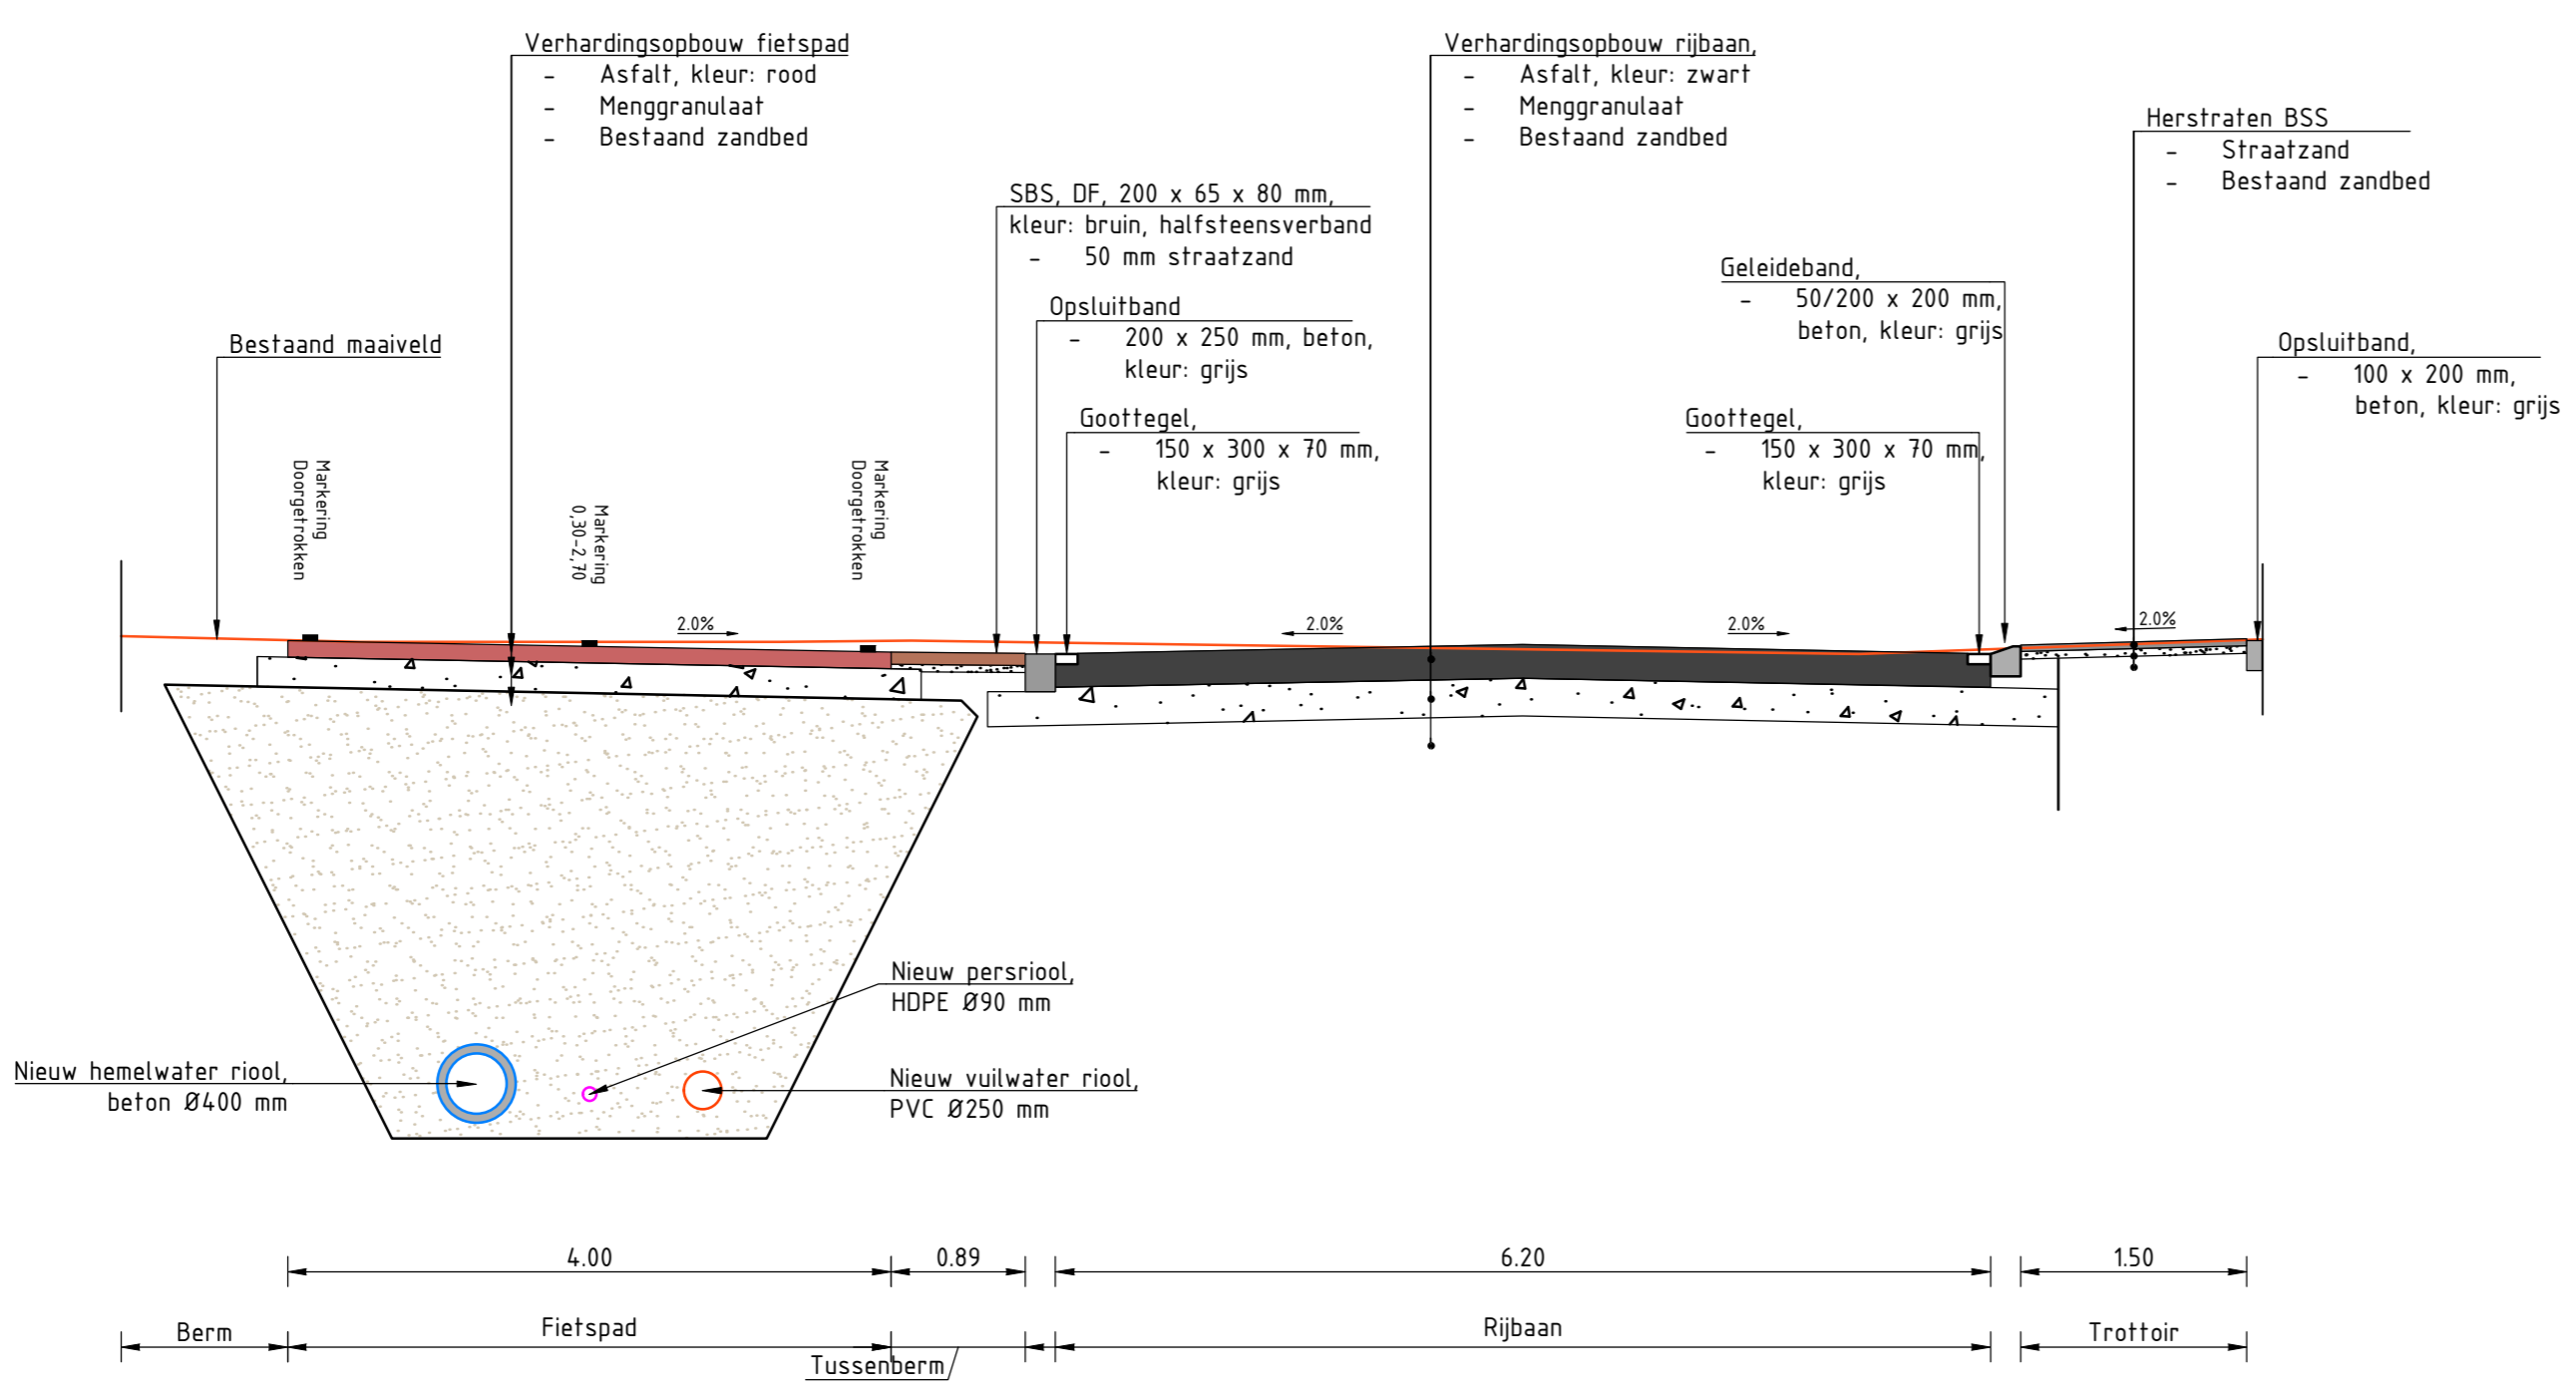 Verhardingsopbouw fietspad
- Asfalt, kleur: rood
- Menggranulaat
- Bestaand zandbed
Verhardingsopbouw rijbaan,
- Asfalt, kleur: zwart
- Menggranulaat
- Bestaand zandbed
Herstraten BSS
- Straatzand
- Bestaand zandbed
SBS, DF, 200 x 65 x 80 mm,
kleur: bruin, halfsteensverband
- 50 mm straatzand
Geleideband,
- 50/200 x 200 mm,
beton, kleur: grijs
Opsluitband
- 200 x 250 mm, beton,
kleur: grijs
Bestaand maaiveld
Opsluitband,
- 100 x 200 mm,
beton, kleur: grijs
Goottegel,
- 150 x 300 x 70 mm,
kleur: grijs
Goottegel,
- 150 x 300 x 70 mm,
kleur: grijs
Markering
Doorgetrokken
Markering
0,30-2,70
Markering
Doorgetrokken
2.0%
2.0%
2.0%
2.0%
Nieuw persriool,
HDPE Ø90 mm
Nieuw hemelwater riool,
beton Ø400 mm
Nieuw vuilwater riool,
PVC Ø250 mm
4.00
0.89
6.20
1.50
Berm
Fietspad
Tussenberm
Rijbaan
Trottoir